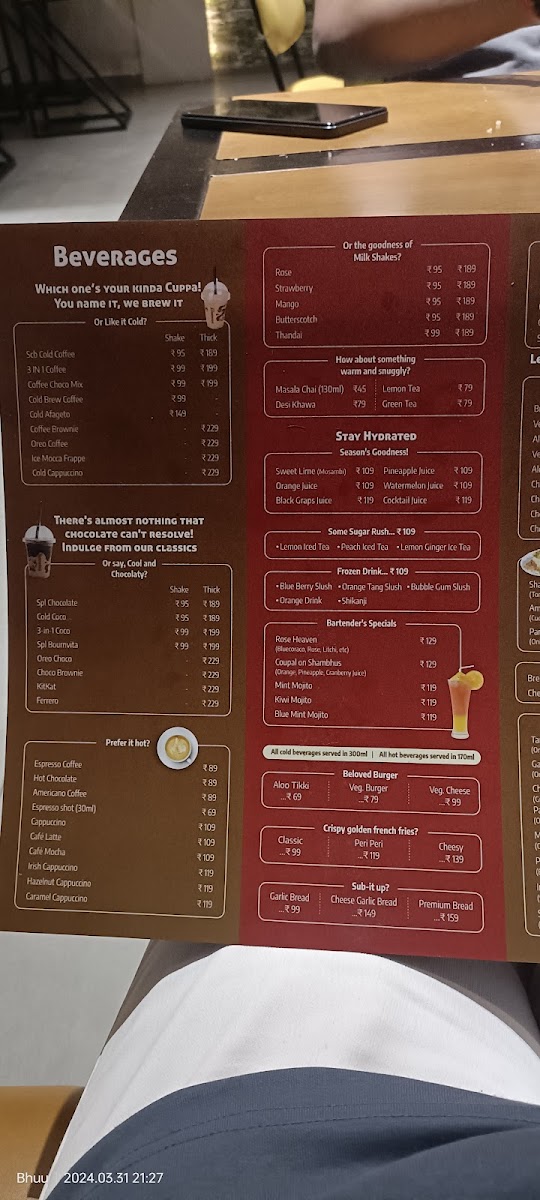 Beverages
Which one's your kinda Cuppa!
You name it, we brew it
Or Like it Cold?
Shake Thick
Scb Cold Coffee ₹ 95 ₹ 189
3 IN 1 Coffee ₹ 99 ₹ 199
Coffee Choco Mix ₹ 99 ₹ 199
Cold Brew Coffee ₹ 99 -
Cold Afageto ₹ 149 -
Coffee Brownie - ₹ 229
Oreo Coffee - ₹ 229
Ice Mocca Frappe - ₹ 229
Cold Cappuccino - ₹ 229
There's almost nothing that
chocolate can't resolve!
Indulge from our classics
Or say, Cool and
Chocolaty?
Shake Thick
Spl Chocolate ₹ 95 ₹ 189
Cold Coco ₹ 95 ₹ 189
3-in-1 Coco ₹ 99 ₹ 199
Spl Bournvita ₹ 99 ₹ 199
Oreo Choco - ₹ 229
Choco Brownie - ₹ 229
KitKat - ₹ 229
Ferrero - ₹ 229
Prefer it hot?
Espresso Coffee ₹ 89
Hot Chocolate ₹ 89
Americano Coffee ₹ 89
Espresso shot (30ml) ₹ 69
Cappuccino ₹ 109
Café Latte ₹ 109
Café Mocha ₹ 109
Irish Cappuccino ₹ 119
Hazelnut Cappuccino ₹ 119
Caramel Cappuccino ₹ 119
Or the goodness of
Milk Shakes?
Rose ₹ 95 ₹ 189
Strawberry ₹ 95 ₹ 189
Mango ₹ 95 ₹ 189
Butterscotch ₹ 95 ₹ 189
Thandai ₹ 99 ₹ 189
How about something
warm and snuggly?
Masala Chai (130ml) ₹45 Lemon Tea ₹ 79
Desi Khawa ₹79 Green Tea ₹ 79
Stay Hydrated
Season's Goodness!
Sweet Lime (Mosambi) ₹ 109 Pineapple Juice ₹ 109
Orange Juice ₹ 109 Watermelon Juice ₹ 109
Black Graps Juice ₹ 119 Cocktail Juice ₹ 119
Some Sugar Rush... ₹ 109
• Lemon Iced Tea • Peach Iced Tea • Lemon Ginger Ice Tea
Frozen Drink... ₹ 109
• Blue Berry Slush • Orange Tang Slush • Bubble Gum Slush
• Orange Drink • Shikanji
Bartender's Specials
Rose Heaven ₹ 129
(Bluecosaco, Rose, Litchi, etc)
Coupal on Shambhus ₹ 129
(Orange, Pineapple, Cranberry Juice)
Mint Mojito ₹ 119
Kiwi Mojito ₹ 119
Blue Mint Mojito ₹ 119
All cold beverages served in 300ml | All hot beverages served in 170ml
Beloved Burger
Aloo Tikki Veg. Burger Veg. Cheese
...₹ 69 ...₹ 79 ...₹ 99
Crispy golden french fries?
Classic Peri Peri Cheesy
...₹ 99 ...₹ 119 ...₹ 139
Sub-it up?
Garlic Bread Cheese Garlic Bread Premium Bread
...₹ 99 ...₹ 149 ...₹ 159
2024.03.31 21:27